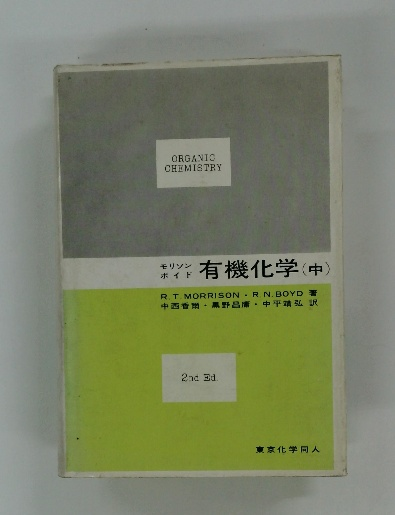 ORGANIC
CHEMISTRY
モリソン
ボイド
有機化学(中)
R.T.MORRISON・R.N.BOYD 著
中西香爾・黒野昌庸・中平靖弘 訳
2nd Ed
東京化学同人